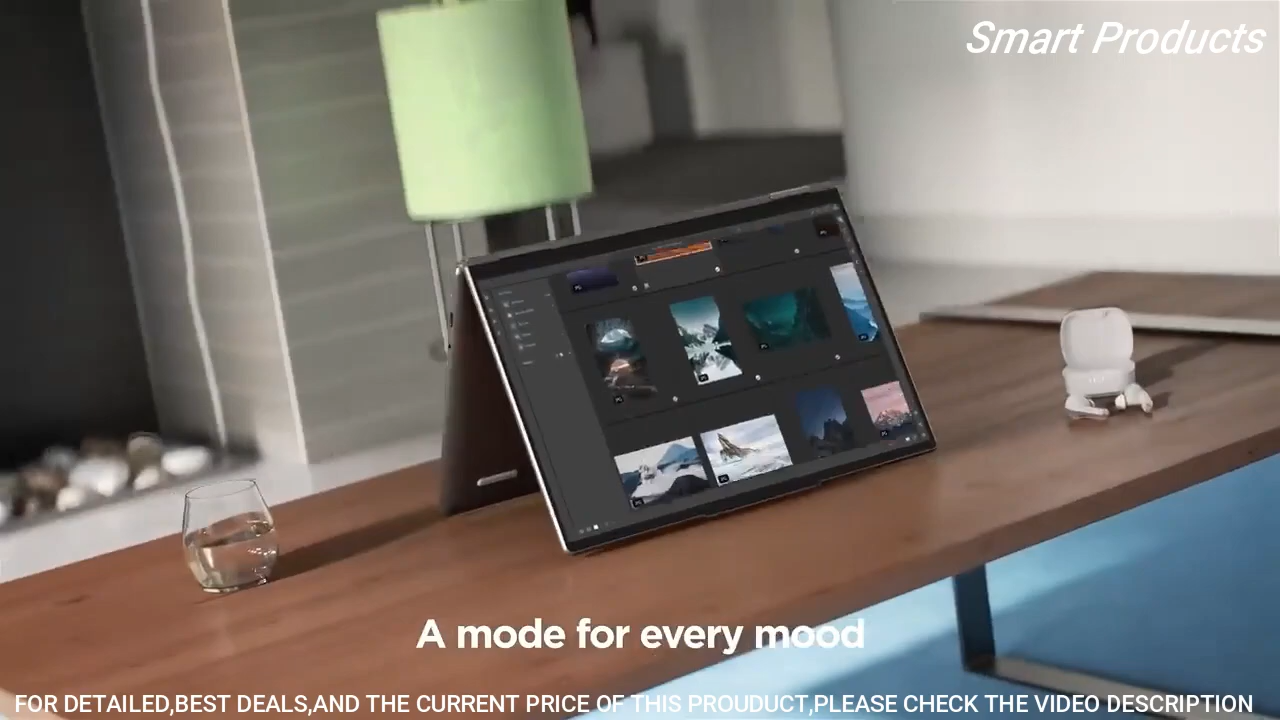 Smart Products
A mode for every mood
FOR DETAILED,BEST DEALS,AND THE CURRENT PRICE OF THIS PROUDUCT,PLEASE CHECK THE VIDEO DESCRIPTION